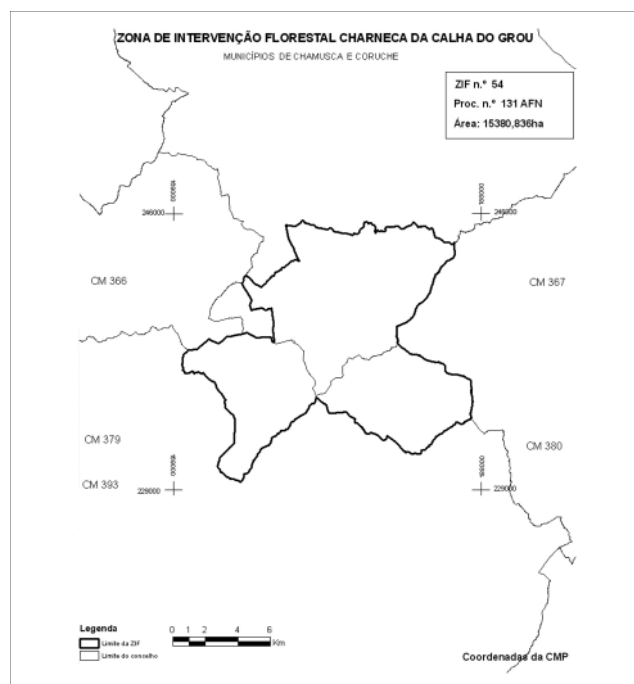 ZONA DE INTERVENÇÃO FLORESTAL CHARNECA DA CALHA DO GROU
MUNICÍPIOS DE CHAMUSCA E CORUCHE
ZIF n.º 54
Proc. n.º 131 AFN
Área: 15380,836ha
246000
CM 366
CM 367
CM 379
CM 380
CM 393
229000
229000
Legenda
Limite da ZIF
Limite do concelho
0 1 2 4 6
Km
Coordenadas da CMP